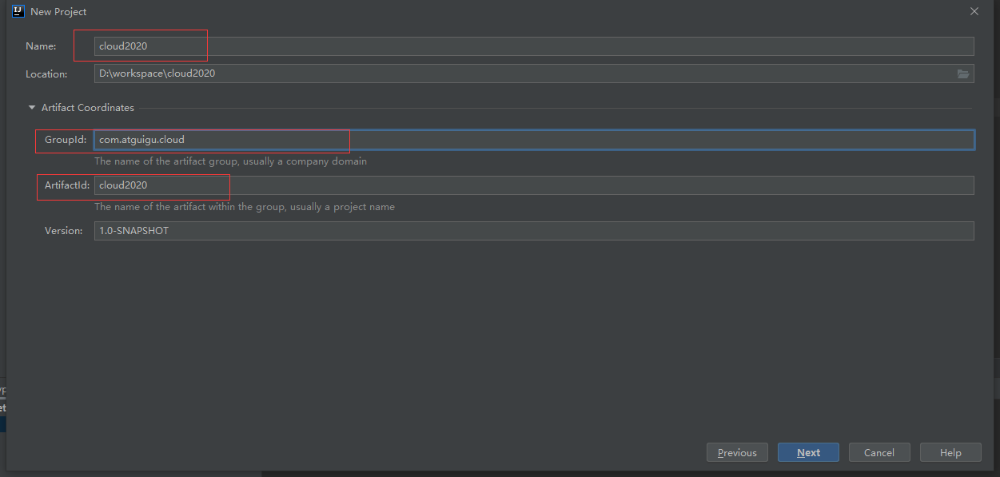 New Project
Name: cloud2020
Location: D:\workspace\cloud2020
Artifact Coordinates
GroupId: com.atguigu.cloud
The name of the artifact group, usually a company domain
ArtifactId: cloud2020
The name of the artifact within the group, usually a project name
Version: 1.0-SNAPSHOT
Previous Next Cancel Help